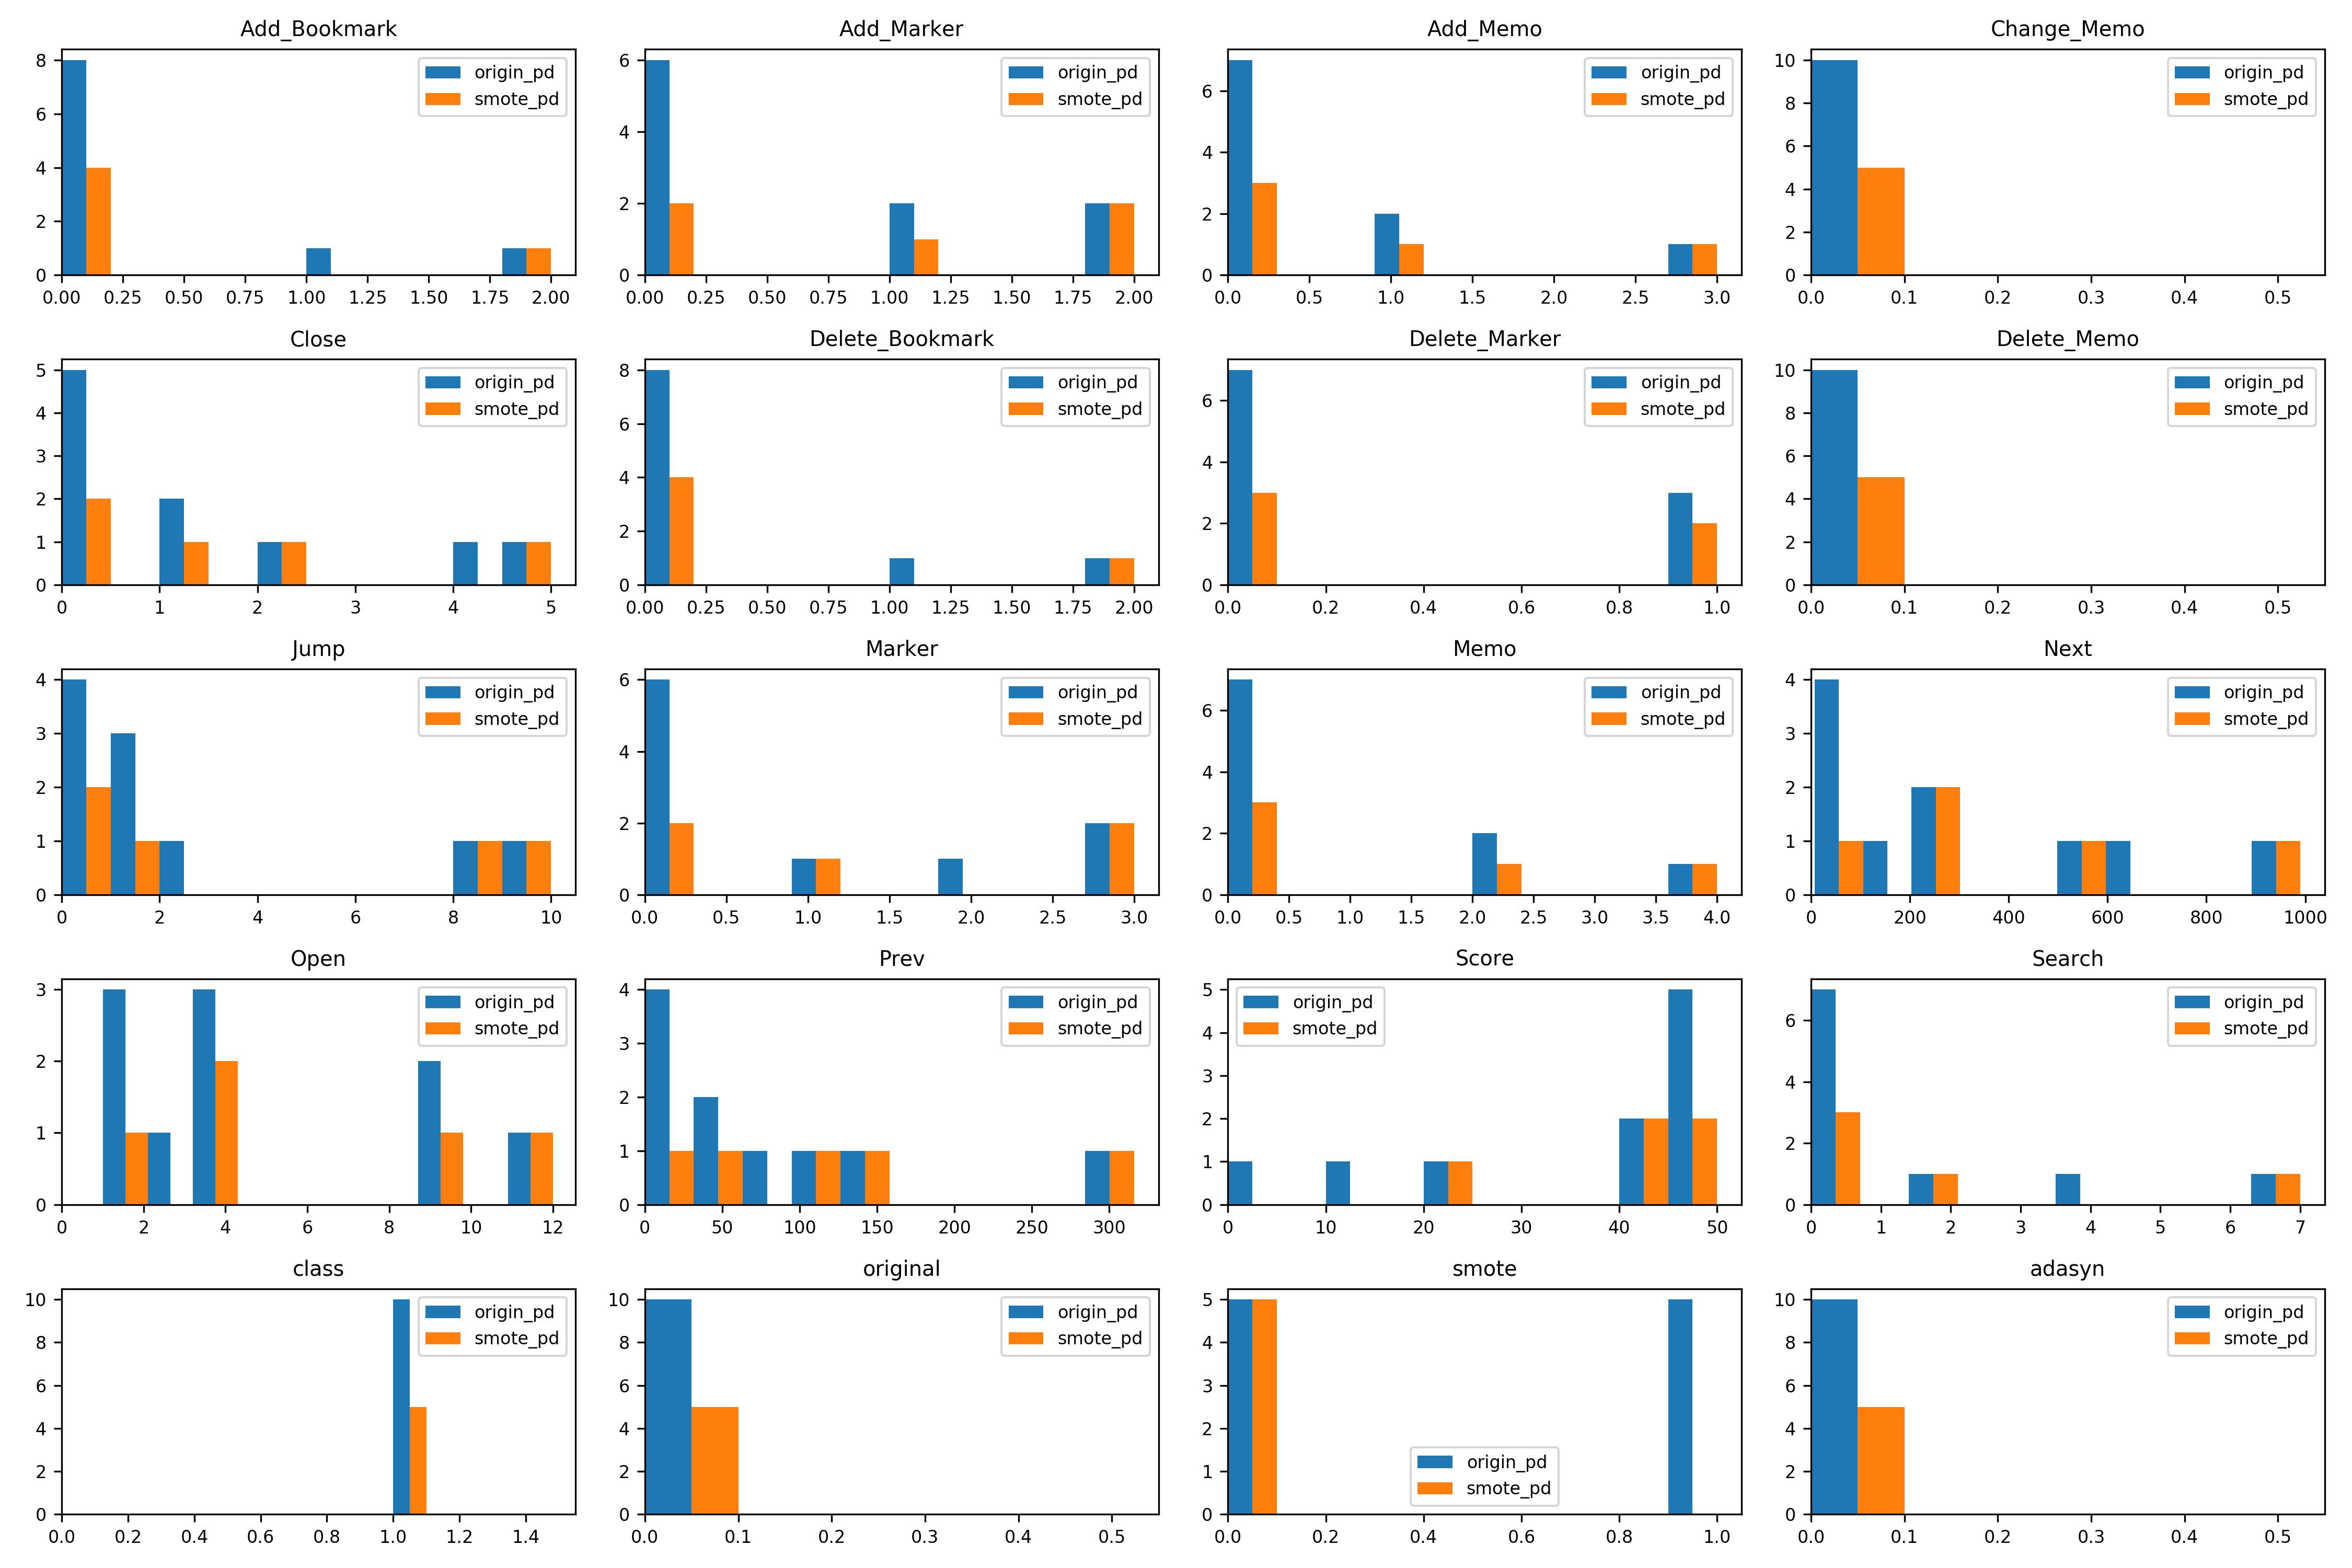 Add_Bookmark
8
6
4
2
0
0.00 0.25 0.50 0.75 1.00 1.25 1.50 1.75 2.00
origin_pd
smote_pd
Add_Marker
6
4
2
0
0.00 0.25 0.50 0.75 1.00 1.25 1.50 1.75 2.00
origin_pd
smote_pd
Add_Memo
6
4
2
0
0.0 0.5 1.0 1.5 2.0 2.5 3.0
origin_pd
smote_pd
Change_Memo
10
8
6
4
2
0
0.0 0.1 0.2 0.3 0.4 0.5
origin_pd
smote_pd
Close
5
4
3
2
1
0
0 1 2 3 4 5
origin_pd
smote_pd
Delete_Bookmark
8
6
4
2
0
0.00 0.25 0.50 0.75 1.00 1.25 1.50 1.75 2.00
origin_pd
smote_pd
Delete_Marker
6
4
2
0
0.0 0.2 0.4 0.6 0.8 1.0
origin_pd
smote_pd
Delete_Memo
10
8
6
4
2
0
0.0 0.1 0.2 0.3 0.4 0.5
origin_pd
smote_pd
Jump
4
3
2
1
0
0 2 4 6 8 10
origin_pd
smote_pd
Marker
6
4
2
0
0.0 0.5 1.0 1.5 2.0 2.5 3.0
origin_pd
smote_pd
Memo
6
4
2
0
0.0 0.5 1.0 1.5 2.0 2.5 3.0 3.5 4.0
origin_pd
smote_pd
Next
4
3
2
1
0
0 200 400 600 800 1000
origin_pd
smote_pd
Open
3
2
1
0
0 2 4 6 8 10 12
origin_pd
smote_pd
Prev
4
3
2
1
0
0 50 100 150 200 250 300
origin_pd
smote_pd
Score
5
4
3
2
1
0
0 10 20 30 40 50
origin_pd
smote_pd
Search
6
4
2
0
0 1 2 3 4 5 6 7
origin_pd
smote_pd
class
10
8
6
4
2
0
0.0 0.2 0.4 0.6 0.8 1.0 1.2 1.4
origin_pd
smote_pd
original
10
8
6
4
2
0
0.0 0.1 0.2 0.3 0.4 0.5
origin_pd
smote_pd
smote
5
4
3
2
1
0
0.0 0.2 0.4 0.6 0.8 1.0
origin_pd
smote_pd
adasyn
10
8
6
4
2
0
0.0 0.1 0.2 0.3 0.4 0.5
origin_pd
smote_pd